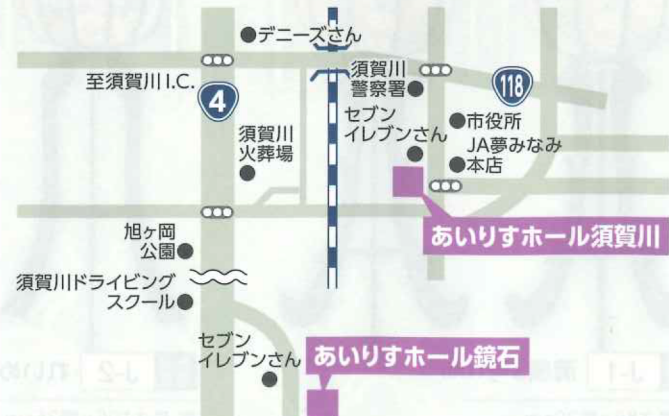 デニーズさん
至須賀川I.C.
4
須賀川
警察署
118
セブン
イレブンさん
市役所
JA夢みなみ
本店
須賀川
火葬場
あいりすホール須賀川
旭ヶ岡
公園
須賀川ドライビング
スクール
セブン
イレブンさん
あいりすホール鏡石
J-1
J-2